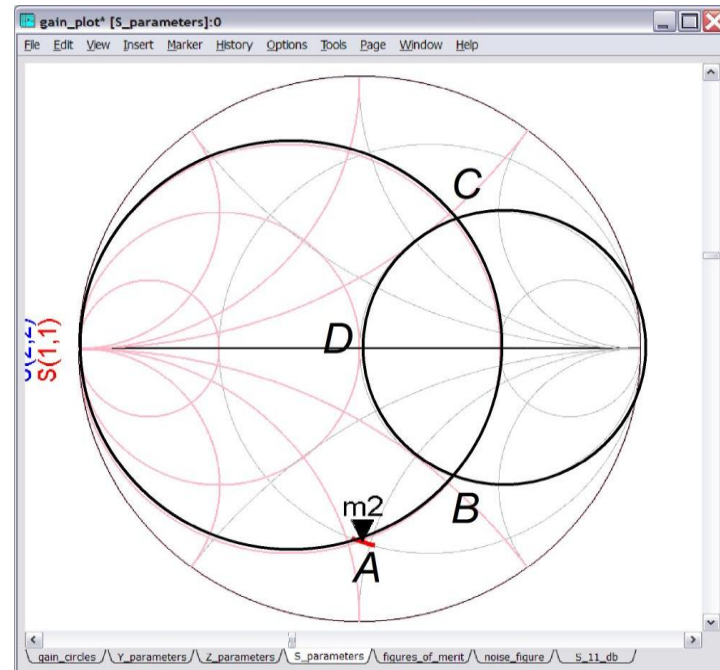 gain_plot* [S_parameters]:0
File Edit View Insert Marker History Options Tools Page Window Help
C
D
S(1,1)
m2
B
A
gain_circles Y_parameters Z_parameters S_parameters figures_of_merit noise_figure S_11_db